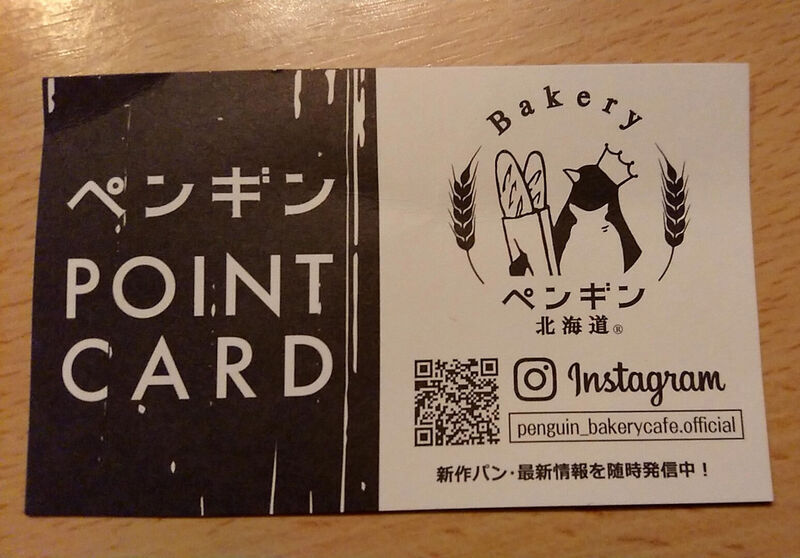 ペンギン
POINT
CARD
Bakery
ペンギン
北海道®
Instagram
penguin_bakerycafe.official
新作パン・最新情報を随時発信中！